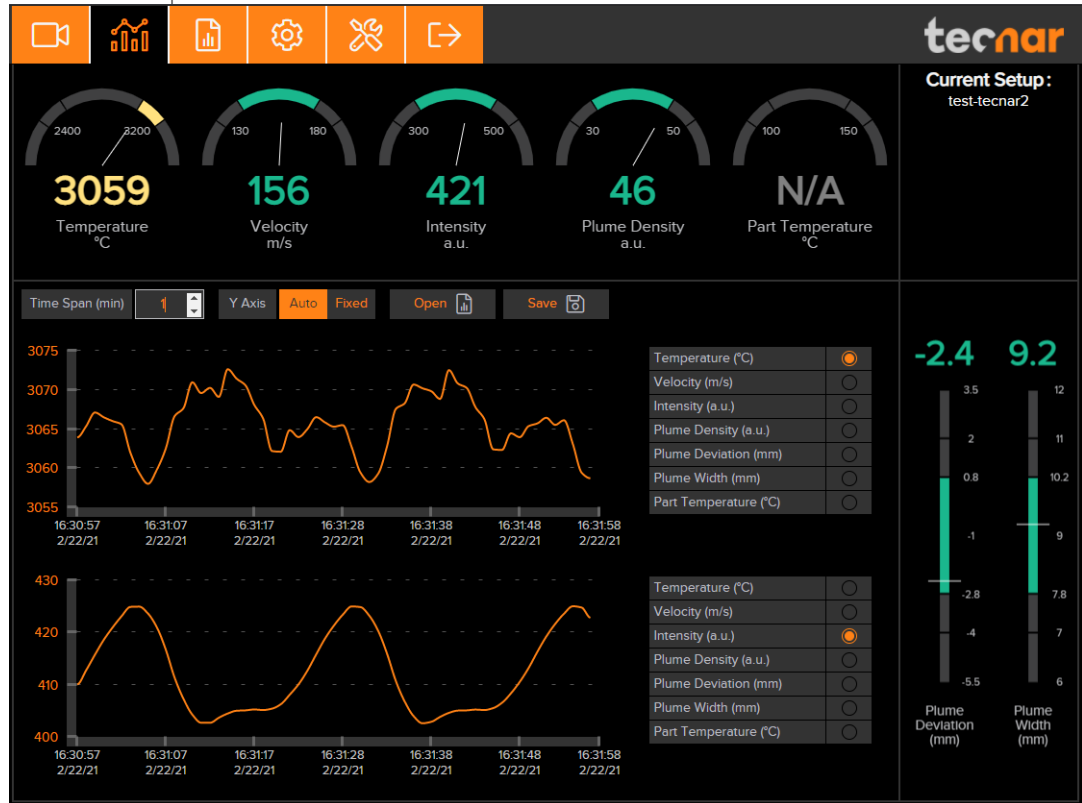 tecnar
Current Setup :
test-tecnar2
2400 3200
3059
Temperature
°C
130 180
156
Velocity
m/s
300 500
421
Intensity
a.u.
30 50
46
Plume Density
a.u.
100 150
N/A
Part Temperature
°C
Time Span (min) 1 Y Axis Auto Fixed Open Save
3075
3070
3065
3060
3055
16:30:57 16:31:07 16:31:17 16:31:28 16:31:38 16:31:48 16:31:58
2/22/21 2/22/21 2/22/21 2/22/21 2/22/21 2/22/21 2/22/21
Temperature (°C)
Velocity (m/s)
Intensity (a.u.)
Plume Density (a.u.)
Plume Deviation (mm)
Plume Width (mm)
Part Temperature (°C)
430
420
410
400
16:30:57 16:31:07 16:31:17 16:31:28 16:31:38 16:31:48 16:31:58
2/22/21 2/22/21 2/22/21 2/22/21 2/22/21 2/22/21 2/22/21
Temperature (°C)
Velocity (m/s)
Intensity (a.u.)
Plume Density (a.u.)
Plume Deviation (mm)
Plume Width (mm)
Part Temperature (°C)
-2.4
3.5
2
0.8
-1
-2.8
-4
-5.5
Plume
Deviation
(mm)
9.2
12
11
10.2
9
7.8
7
6
Plume
Width
(mm)